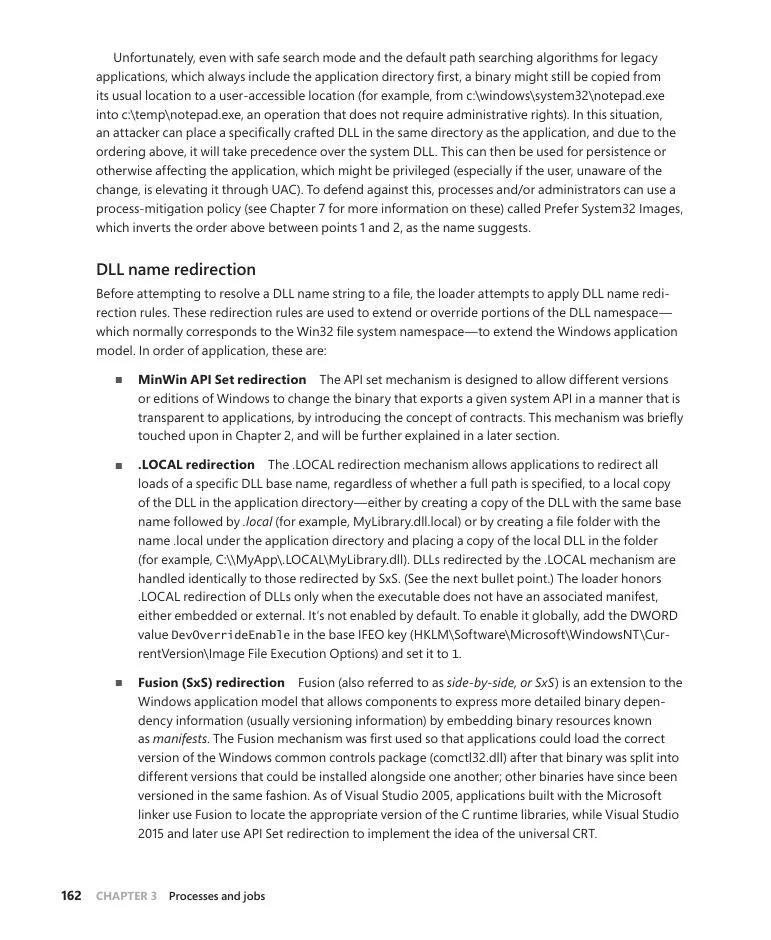 Unfortunately, even with safe search mode and the default path searching algorithms for legacy
applications, which always include the application directory first, a binary might still be copied from
its usual location to a user-accessible location (for example, from c:\windows\system32\notepad.exe
into c:\temp\notepad.exe, an operation that does not require administrative rights). In this situation,
an attacker can place a specifically crafted DLL in the same directory as the application, and due to the
ordering above, it will take precedence over the system DLL. This can then be used for persistence or
otherwise affecting the application, which might be privileged (especially if the user, unaware of the
change, is elevating it through UAC). To defend against this, processes and/or administrators can use a
process-mitigation policy (see Chapter 7 for more information on these) called Prefer System32 Images,
which inverts the order above between points 1 and 2, as the name suggests.
DLL name redirection
Before attempting to resolve a DLL name string to a file, the loader attempts to apply DLL name redi-
rection rules. These redirection rules are used to extend or override portions of the DLL namespace—
which normally corresponds to the Win32 file system namespace—to extend the Windows application
model. In order of application, these are:
■ MinWin API Set redirection The API set mechanism is designed to allow different versions
or editions of Windows to change the binary that exports a given system API in a manner that is
transparent to applications, by introducing the concept of contracts. This mechanism was briefly
touched upon in Chapter 2, and will be further explained in a later section.
■ .LOCAL redirection The .LOCAL redirection mechanism allows applications to redirect all
loads of a specific DLL base name, regardless of whether a full path is specified, to a local copy
of the DLL in the application directory—either by creating a copy of the DLL with the same base
name followed by .local (for example, MyLibrary.dll.local) or by creating a file folder with the
name .local under the application directory and placing a copy of the local DLL in the folder
(for example, C:\\MyApp\.LOCAL\MyLibrary.dll). DLLs redirected by the .LOCAL mechanism are
handled identically to those redirected by SxS. (See the next bullet point.) The loader honors
.LOCAL redirection of DLLs only when the executable does not have an associated manifest,
either embedded or external. It’s not enabled by default. To enable it globally, add the DWORD
value DevOverrideEnable in the base IFEO key (HKLM\Software\Microsoft\WindowsNT\Cur-
rentVersion\Image File Execution Options) and set it to 1.
■ Fusion (SxS) redirection Fusion (also referred to as side-by-side, or SxS) is an extension to the
Windows application model that allows components to express more detailed binary depen-
dency information (usually versioning information) by embedding binary resources known
as manifests. The Fusion mechanism was first used so that applications could load the correct
version of the Windows common controls package (comctl32.dll) after that binary was split into
different versions that could be installed alongside one another; other binaries have since been
versioned in the same fashion. As of Visual Studio 2005, applications built with the Microsoft
linker use Fusion to locate the appropriate version of the C runtime libraries, while Visual Studio
2015 and later use API Set redirection to implement the idea of the universal CRT.
162 CHAPTER 3 Processes and jobs